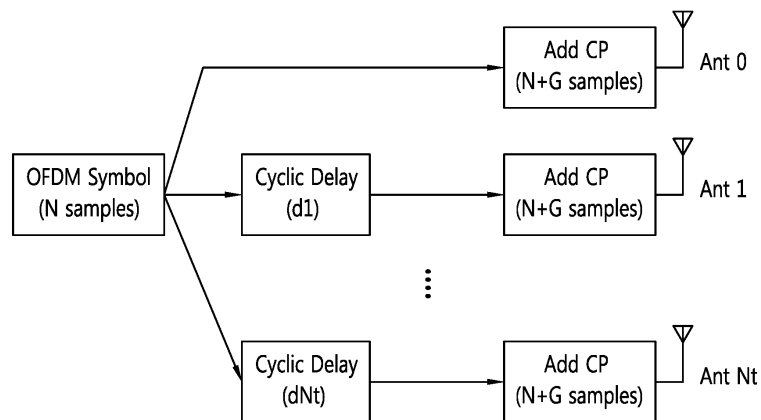 Add CP
(N+G samples)
Ant 0
OFDM Symbol
(N samples)
Cyclic Delay
(d1)
Add CP
(N+G samples)
Ant 1
Cyclic Delay
(dNt)
Add CP
(N+G samples)
Ant Nt